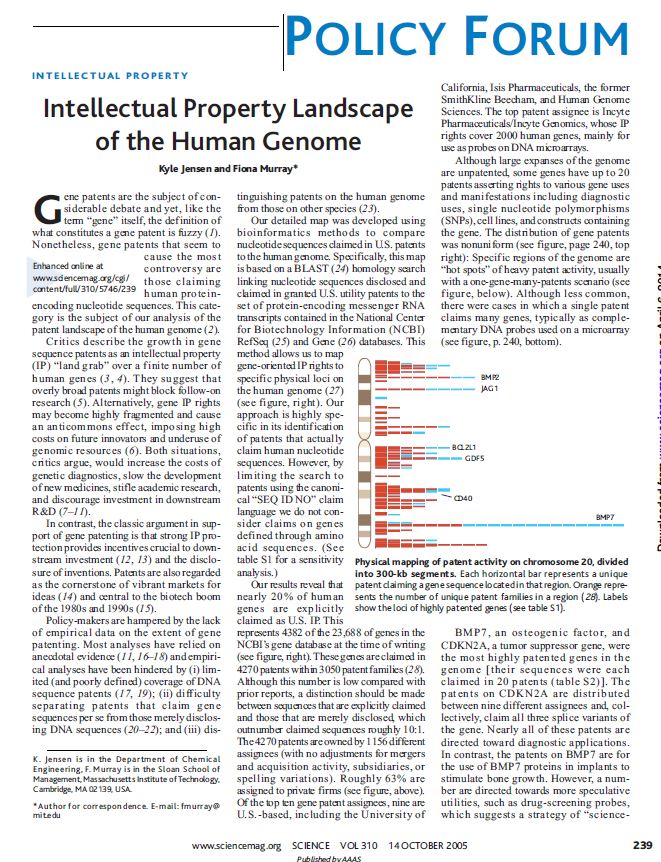 POLICY FORUM
INTELLECTUAL PROPERTY
Intellectual Property Landscape
of the Human Genome
Kyle Jensen and Fiona Murray*
Gene patents are the subject of con-
siderable debate and yet, like the
term “gene” itself, the definition of
what constitutes a gene patent is fuzzy (1).
Nonetheless, gene patents that seem to
cause the most
controversy are
those claiming
human protein-
encoding nucleotide sequences. This cate-
gory is the subject of our analysis of the
patent landscape of the human genome (2).
Enhanced online at
www.sciencemag.org/cgi/
content/full/310/5746/239
Critics describe the growth in gene
sequence patents as an intellectual property
(IP) “land grab” over a finite number of
human genes (3, 4). They suggest that
overly broad patents might block follow-on
research (5). Alternatively, gene IP rights
may become highly fragmented and cause
an anticommons effect, imposing high
costs on future innovators and underuse of
genomic resources (6). Both situations,
critics argue, would increase the costs of
genetic diagnostics, slow the development
of new medicines, stifle academic research,
and discourage investment in downstream
R&D (7–11).
In contrast, the classic argument in sup-
port of gene patenting is that strong IP pro-
tection provides incentives crucial to down-
stream investment (12, 13) and the disclo-
sure of inventions. Patents are also regarded
as the cornerstone of vibrant markets for
ideas (14) and central to the biotech boom
of the 1980s and 1990s (15).
Policy-makers are hampered by the lack
of empirical data on the extent of gene
patenting. Most analyses have relied on
anecdotal evidence (11, 16–18) and empiri-
cal analyses have been hindered by (i) lim-
ited (and poorly defined) coverage of DNA
sequence patents (17, 19); (ii) difficulty
separating patents that claim gene
sequences per se from those merely disclos-
ing DNA sequences (20–22); and (iii) dis-
K. Jensen is in the Department of Chemical
Engineering, F. Murray is in the Sloan School of
Management, Massachusetts Institute of Technology,
Cambridge, MA 02139, USA.
*Author for correspondence. E-mail: fmurray@
mit.edu
tinguishing patents on the human genome
from those on other species (23).
Our detailed map was developed using
bioinformatics methods to compare
nucleotide sequences claimed in U.S. patents
to the human genome. Specifically, this map
is based on a BLAST (24) homology search
linking nucleotide sequences disclosed and
claimed in granted U.S. utility patents to the
set of protein-encoding messenger RNA
transcripts contained in the National Center
for Biotechnology Information (NCBI)
RefSeq (25) and Gene (26) databases. This
method allows us to map
gene-oriented IP rights to
specific physical loci on
the human genome (27)
(see figure, right). Our
approach is highly spe-
cific in its identification
of patents that actually
claim human nucleotide
sequences. However, by
limiting the search to
patents using the canoni-
cal “SEQ ID NO” claim
language we do not con-
sider claims on genes
defined through amino
acid sequences. (See
table S1 for a sensitivity
analysis.)
Our results reveal that
nearly 20% of human
genes are explicitly
claimed as U.S. IP. This
represents 4382 of the 23,688 of genes in the
NCBI’s gene database at the time of writing
(see figure, right). These genes are claimed in
4270 patents within 3050 patent families (28).
Although this number is low compared with
prior reports, a distinction should be made
between sequences that are explicitly claimed
and those that are merely disclosed, which
outnumber claimed sequences roughly 10:1.
The 4270 patents are owned by 1156 different
assignees (with no adjustments for mergers
and acquisition activity, subsidiaries, or
spelling variations). Roughly 63% are
assigned to private firms (see figure, above).
Of the top ten gene patent assignees, nine are
U.S.-based, including the University of
California, Isis Pharmaceuticals, the former
SmithKline Beecham, and Human Genome
Sciences. The top patent assignee is Incyte
Pharmaceuticals/Incyte Genomics, whose IP
rights cover 2000 human genes, mainly for
use as probes on DNA microarrays.
Although large expanses of the genome
are unpatented, some genes have up to 20
patents asserting rights to various gene uses
and manifestations including diagnostic
uses, single nucleotide polymorphisms
(SNPs), cell lines, and constructs containing
the gene. The distribution of gene patents
was nonuniform (see figure, page 240, top
right): Specific regions of the genome are
“hot spots” of heavy patent activity, usually
with a one-gene–many-patents scenario (see
figure, below). Although less common,
there were cases in which a single patent
claims many genes, typically as comple-
mentary DNA probes used on a microarray
(see figure, p. 240, bottom).
BMP2
JAG1
BCL2L1
GDF5
CD40
BMP7
Physical mapping of patent activity on chromosome 20, divided
into 300-kb segments. Each horizontal bar represents a unique
patent claiming a gene sequence located in that region. Orange repre-
sents the number of unique patent families in a region (28). Labels
show the loci of highly patented genes (see table S1).
BMP7, an osteogenic factor, and
CDKN2A, a tumor suppressor gene, were
the most highly patented genes in the
genome [their sequences were each
claimed in 20 patents (table S2)]. The
patents on CDKN2A are distributed
between nine different assignees and, col-
lectively, claim all three splice variants of
the gene. Nearly all of these patents are
directed toward diagnostic applications.
In contrast, the patents on BMP7 are for
the use of BMP7 proteins in implants to
stimulate bone growth. However, a num-
ber are directed towards more speculative
utilities, such as drug-screening probes,
which suggests a strategy of “science-
www.sciencemag.org SCIENCE VOL 310 14 OCTOBER 2005
239
Published by AAAS